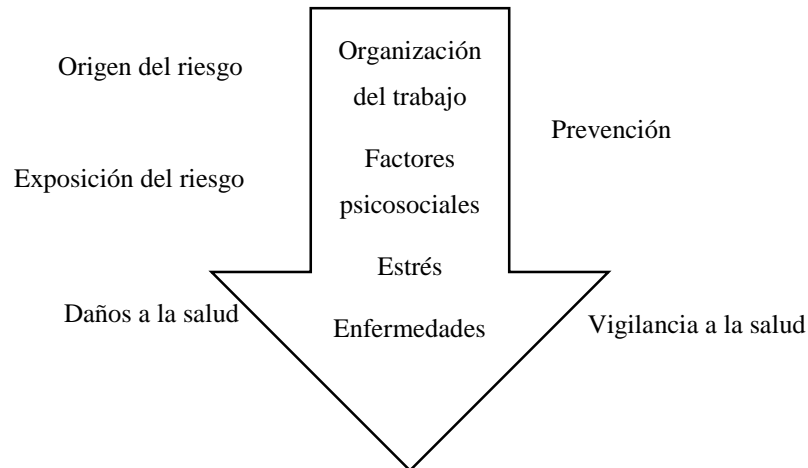 Origen del riesgo
Organización
del trabajo
Prevención
Exposición del riesgo
Factores
psicosociales
Estrés
Daños a la salud
Enfermedades
Vigilancia a la salud